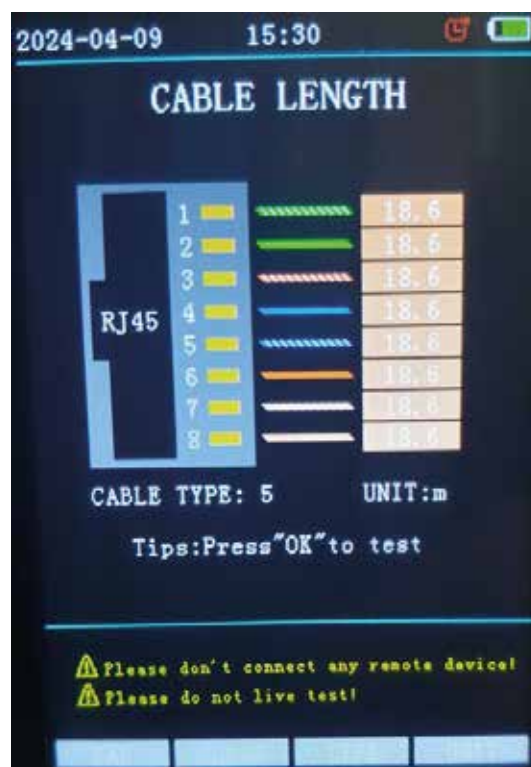 2024-04-09 15:30
CABLE LENGTH
1 18.6
2 18.6
3 18.6
RJ45 4 18.6
5 18.6
6 18.6
7 18.6
8 18.6
CABLE TYPE: 5 UNIT:m
Tips:Press"OK"to test
Please don't connect any remote device!
Please do not live test!